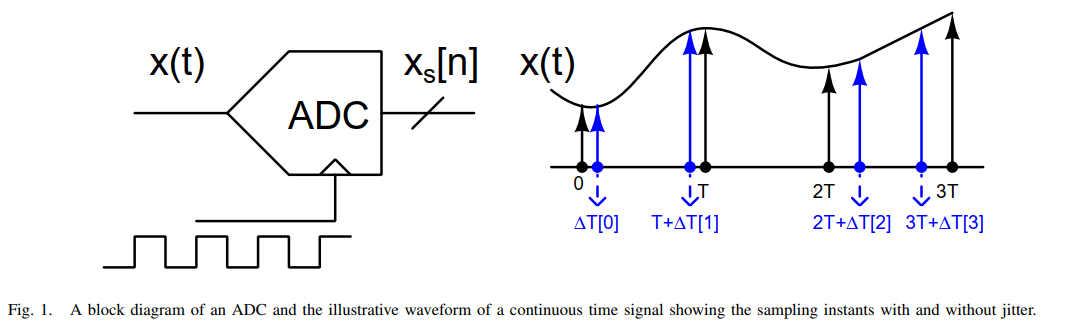 x(t)
ADC
xₛ[n]
x(t)
0 T 2T 3T
ΔT[0] T+ΔT[1] 2T+ΔT[2] 3T+ΔT[3]
Fig. 1. A block diagram of an ADC and the illustrative waveform of a continuous time signal showing the sampling instants with and without jitter.